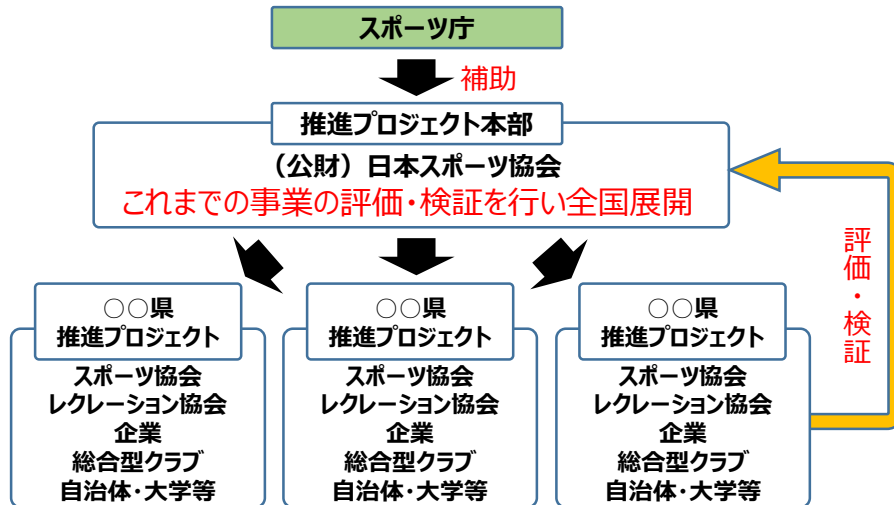 スポーツ庁
補助
推進プロジェクト本部
（公財）日本スポーツ協会
これまでの事業の評価・検証を行い全国展開
評価・検証
○○県
推進プロジェクト
スポーツ協会
レクレーション協会
企業
総合型クラブ
自治体・大学等
○○県
推進プロジェクト
スポーツ協会
レクレーション協会
企業
総合型クラブ
自治体・大学等
○○県
推進プロジェクト
スポーツ協会
レクレーション協会
企業
総合型クラブ
自治体・大学等